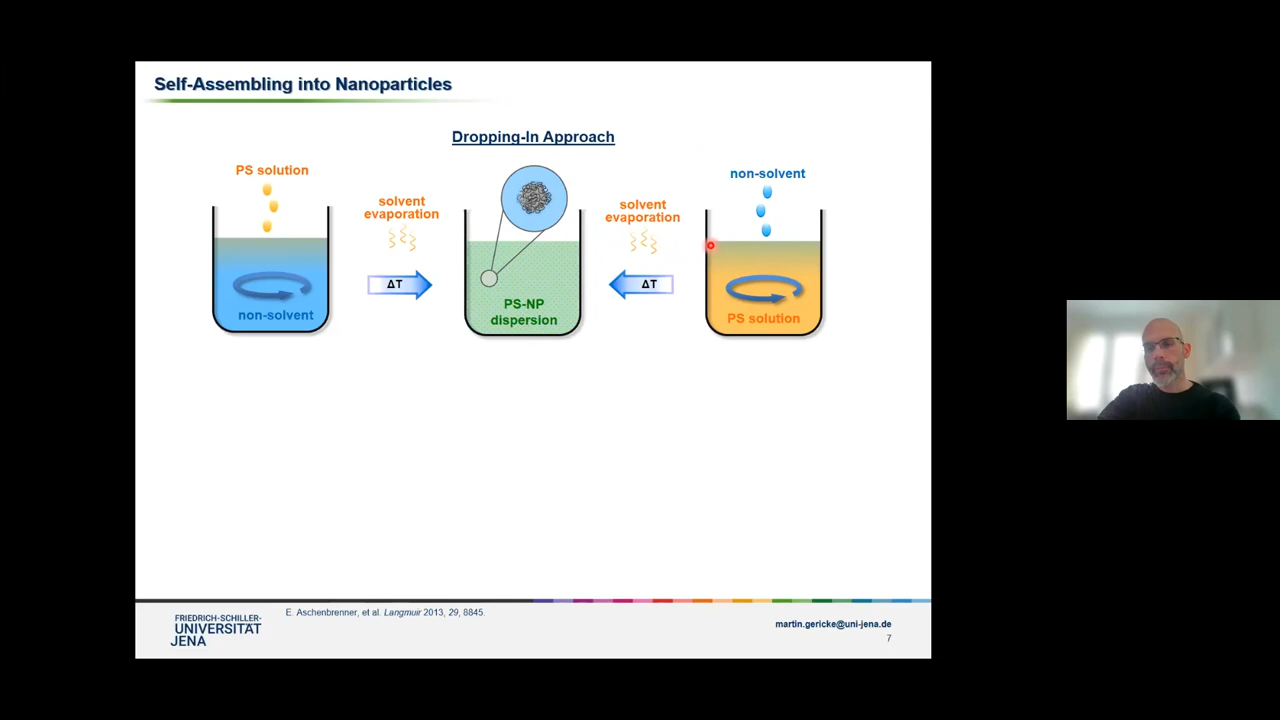 Self-Assembling into Nanoparticles
Dropping-In Approach
PS solution
solvent
evaporation
ΔT
non-solvent
PS-NP
dispersion
solvent
evaporation
ΔT
non-solvent
PS solution
FRIEDRICH-SCHILLER-
UNIVERSITÄT
JENA
E. Aschenbrenner, et al. Langmuir 2013, 29, 8845.
martin.gericke@uni-jena.de
7